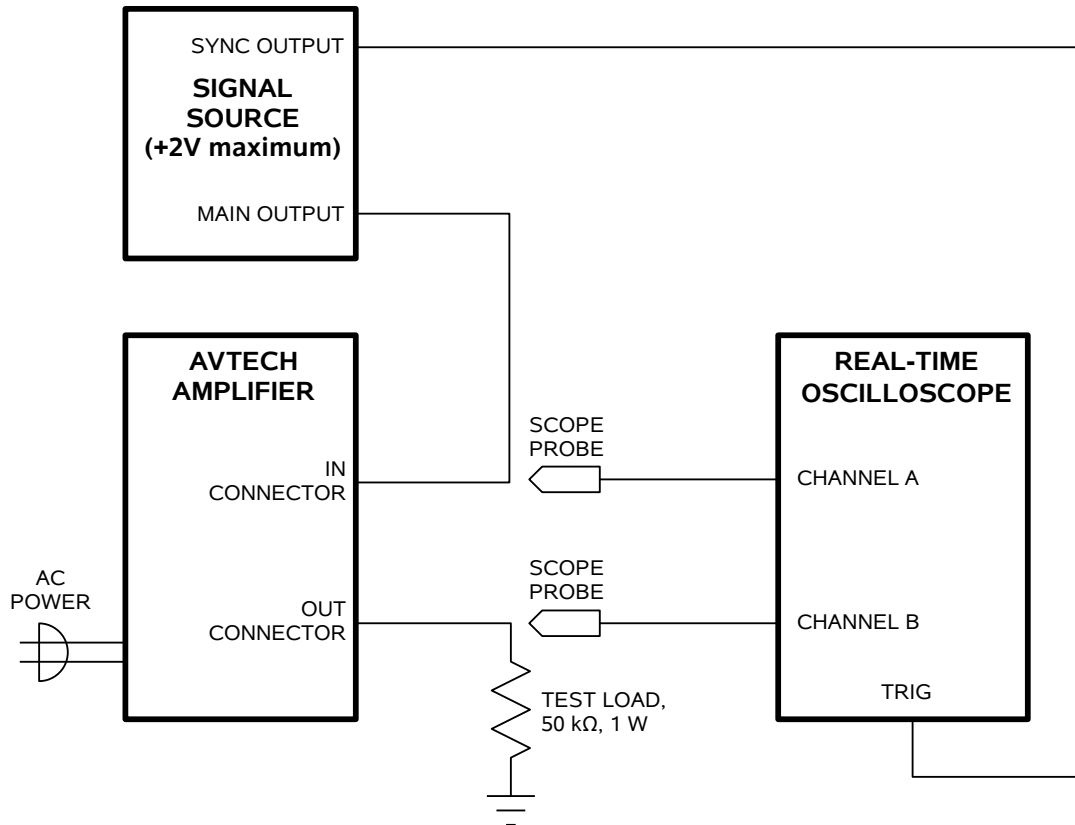 SYNC OUTPUT
SIGNAL
SOURCE
(+2V maximum)
MAIN OUTPUT
AVTECH
AMPLIFIER
IN
CONNECTOR
OUT
CONNECTOR
AC
POWER
SCOPE
PROBE
SCOPE
PROBE
TEST LOAD,
50 kΩ, 1 W
REAL-TIME
OSCILLOSCOPE
CHANNEL A
CHANNEL B
TRIG